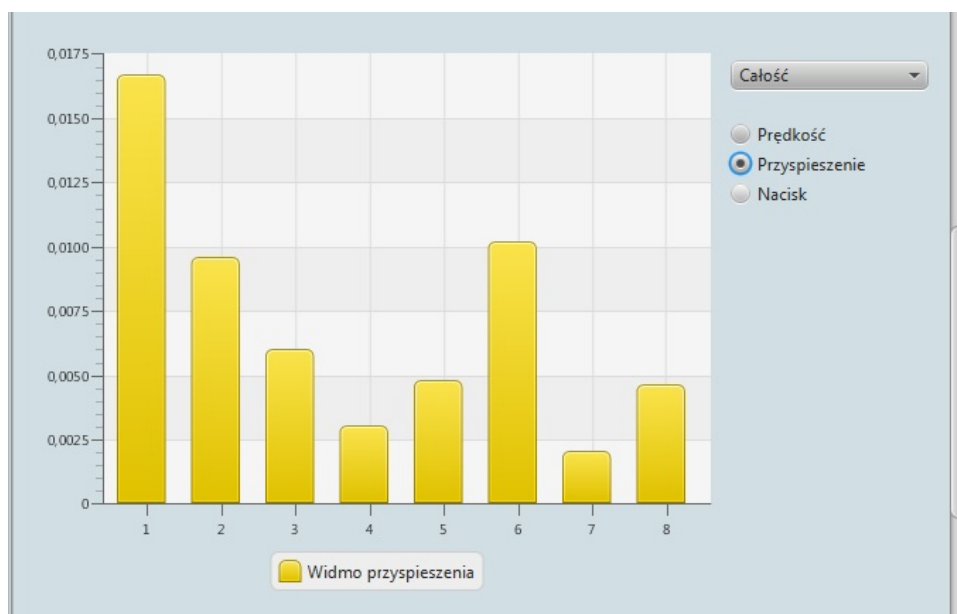 0,0175
0,0150
0,0125
0,0100
0,0075
0,0050
0,0025
0
1 2 3 4 5 6 7 8
Widmo przyspieszenia
Całość
Prędkość
Przyspieszenie
Nacisk